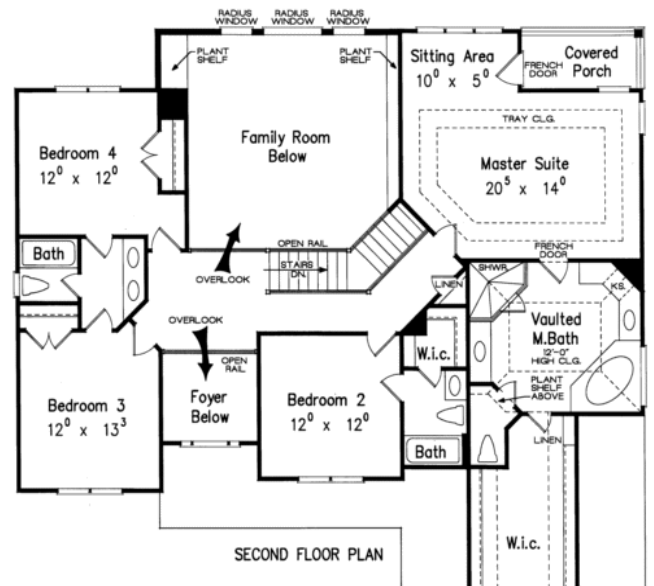 RADIUS
WINDOW
RADIUS
WINDOW
RADIUS
WINDOW
PLANT
SHELF
PLANT
SHELF
Sitting Area
10⁰ x 5⁰
FRENCH
DOOR
Covered
Porch
TRAY CLG.
Family Room
Below
Bedroom 4
12⁰ x 12⁰
Master Suite
20⁵ x 14⁰
Bath
OPEN RAIL
STAIRS
DN.
OVERLOOK
FRENCH
DOOR
LINEN
SHWR.
KS.
OVERLOOK
Vaulted
M.Bath
12'-0"
HIGH CLG.
W.i.c.
OPEN
RAIL
Foyer
Below
Bedroom 3
12⁰ x 13³
Bedroom 2
12⁰ x 12⁰
PLANT
SHELF
ABOVE
LINEN
Bath
W.i.c.
SECOND FLOOR PLAN